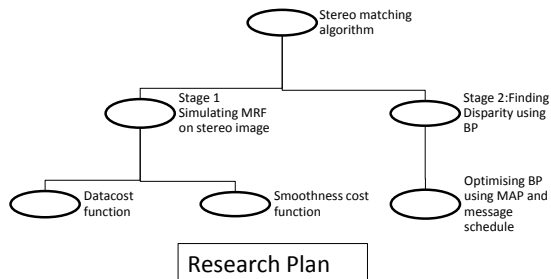 Stereo matching
algorithm
Stage 1
Simulating MRF
on stereo image
Stage 2:Finding
Disparity using
BP
Datacost
function
Smoothness cost
function
Optimising BP
using MAP and
message
schedule
Research Plan